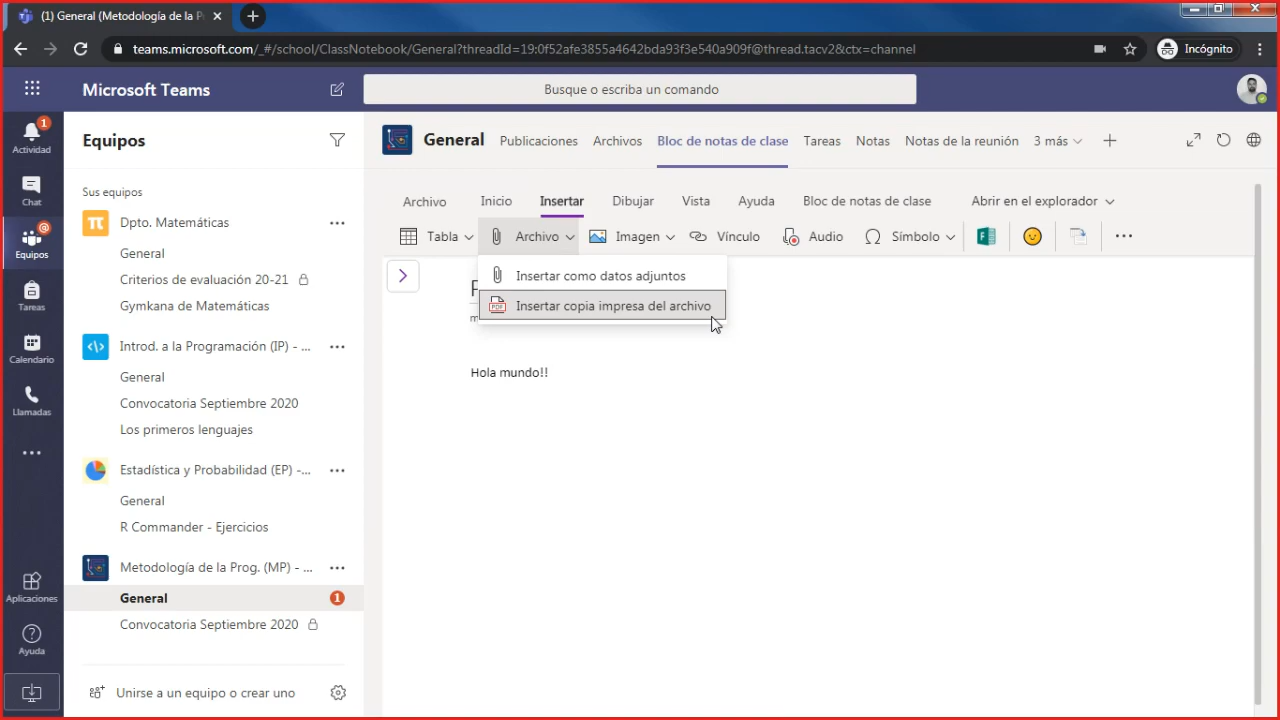 (1) General (Metodología de la P
teams.microsoft.com/_#/school/ClassNotebook/General?threadId=19:0f52afe3855a4642bda93f3e540a909f@thread.tacv2&ctx=channel
Incógnito
Microsoft Teams
Busque o escriba un comando
Actividad
1
Chat
Equipos
@
Tareas
Calendario
Llamadas
Aplicaciones
Ayuda
Equipos
Sus equipos
Dpto. Matemáticas
General
Criterios de evaluación 20-21
Gymkana de Matemáticas
Introd. a la Programación (IP) - ...
General
Convocatoria Septiembre 2020
Los primeros lenguajes
Estadística y Probabilidad (EP) -...
General
R Commander - Ejercicios
Metodología de la Prog. (MP) - ...
General
1
Convocatoria Septiembre 2020
Unirse a un equipo o crear uno
General Publicaciones Archivos Bloc de notas de clase Tareas Notas Notas de la reunión 3 más
Archivo Inicio Insertar Dibujar Vista Ayuda Bloc de notas de clase Abrir en el explorador
Tabla Archivo Imagen Vínculo Audio Símbolo
Insertar como datos adjuntos
PDF Insertar copia impresa del archivo
Hola mundo!!